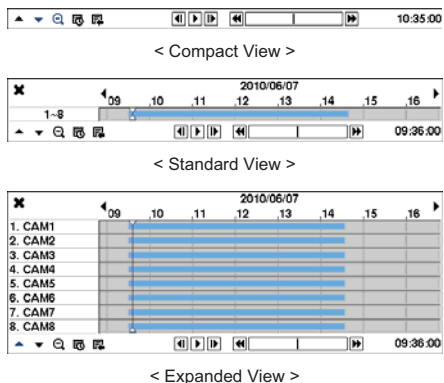 10:35:00
< Compact View >
2010/06/07
09 10 11 12 13 14 15 16
1~8
09:36:00
< Standard View >
2010/06/07
09 10 11 12 13 14 15 16
1. CAM1
2. CAM2
3. CAM3
4. CAM4
5. CAM5
6. CAM6
7. CAM7
8. CAM8
09:36:00
< Expanded View >